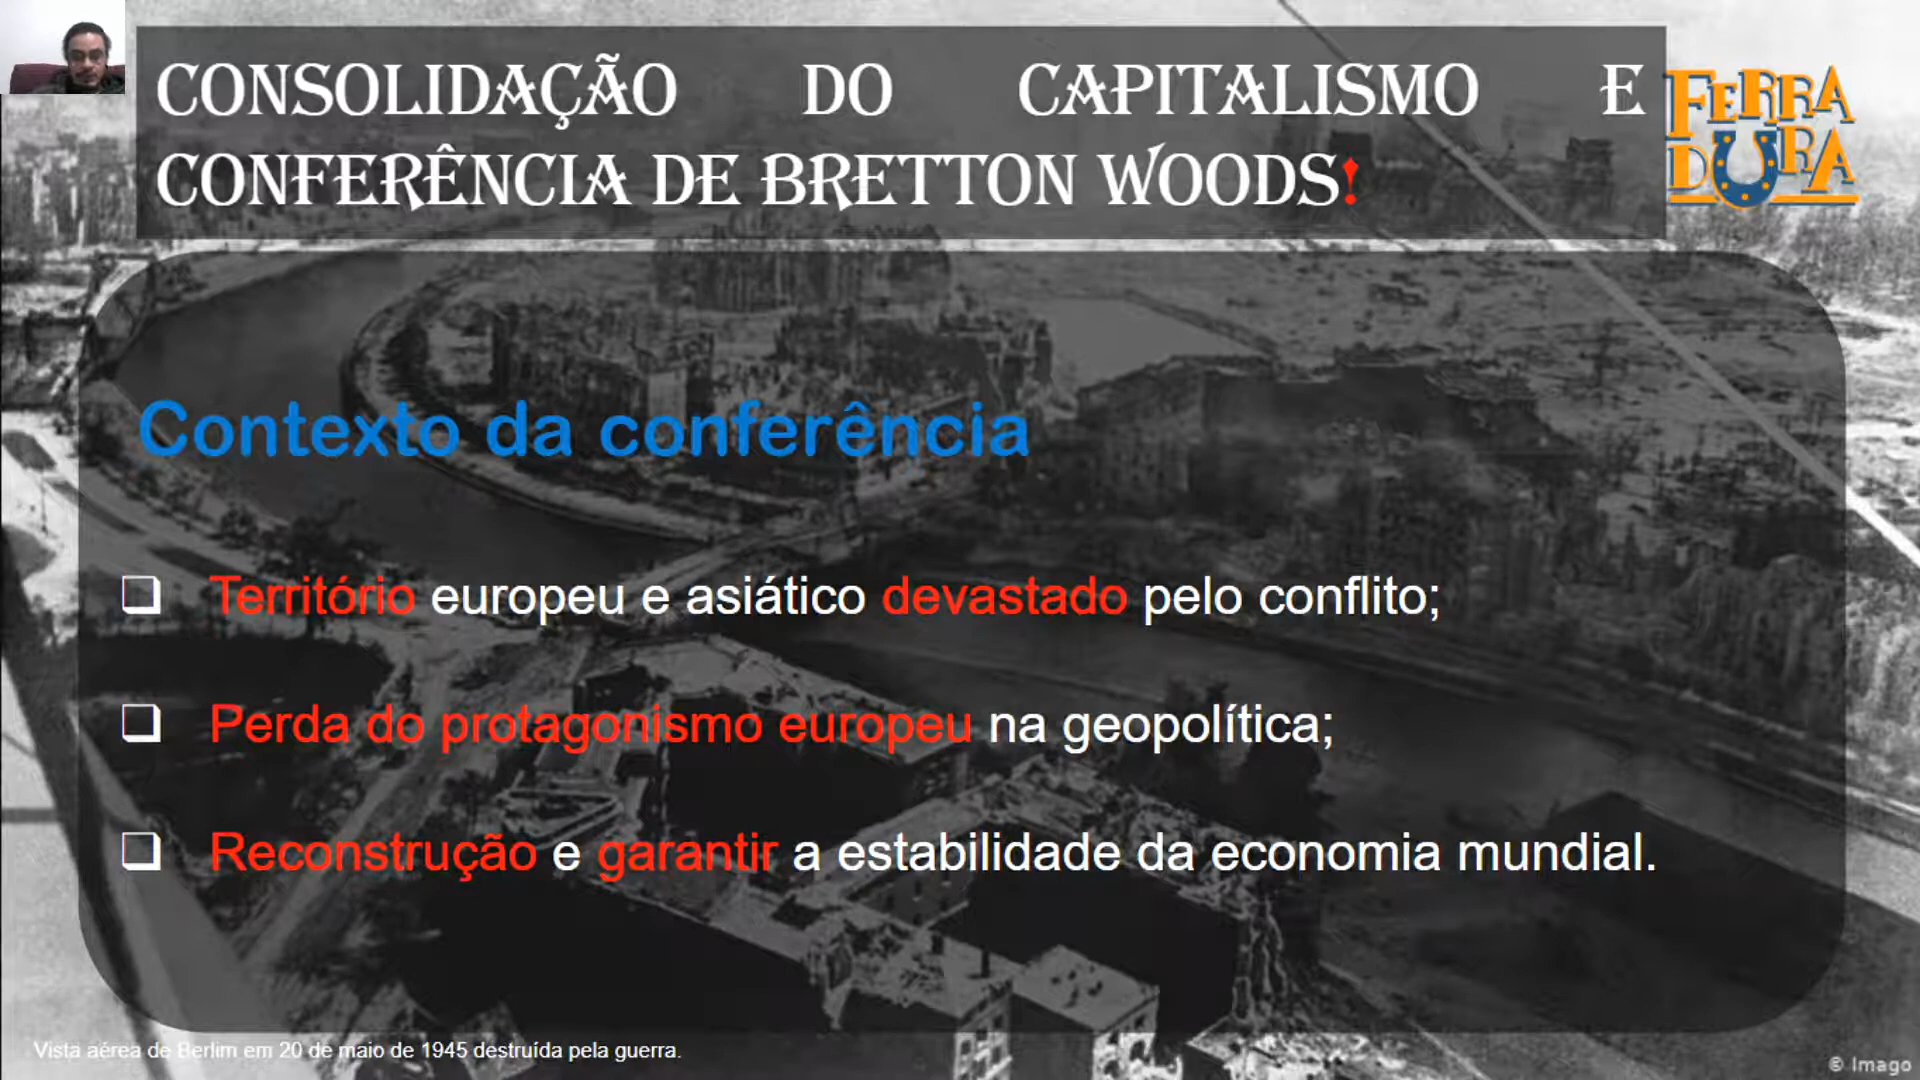 CONSOLIDAÇÃO DO CAPITALISMO E
CONFERÊNCIA DE BRETTON WOODS!
FERRA
DURA
Contexto da conferência
Território europeu e asiático devastado pelo conflito;
Perda do protagonismo europeu na geopolítica;
Reconstrução e garantir a estabilidade da economia mundial.
Vista aérea de Berlim em 20 de maio de 1945 destruída pela guerra.
© Imago